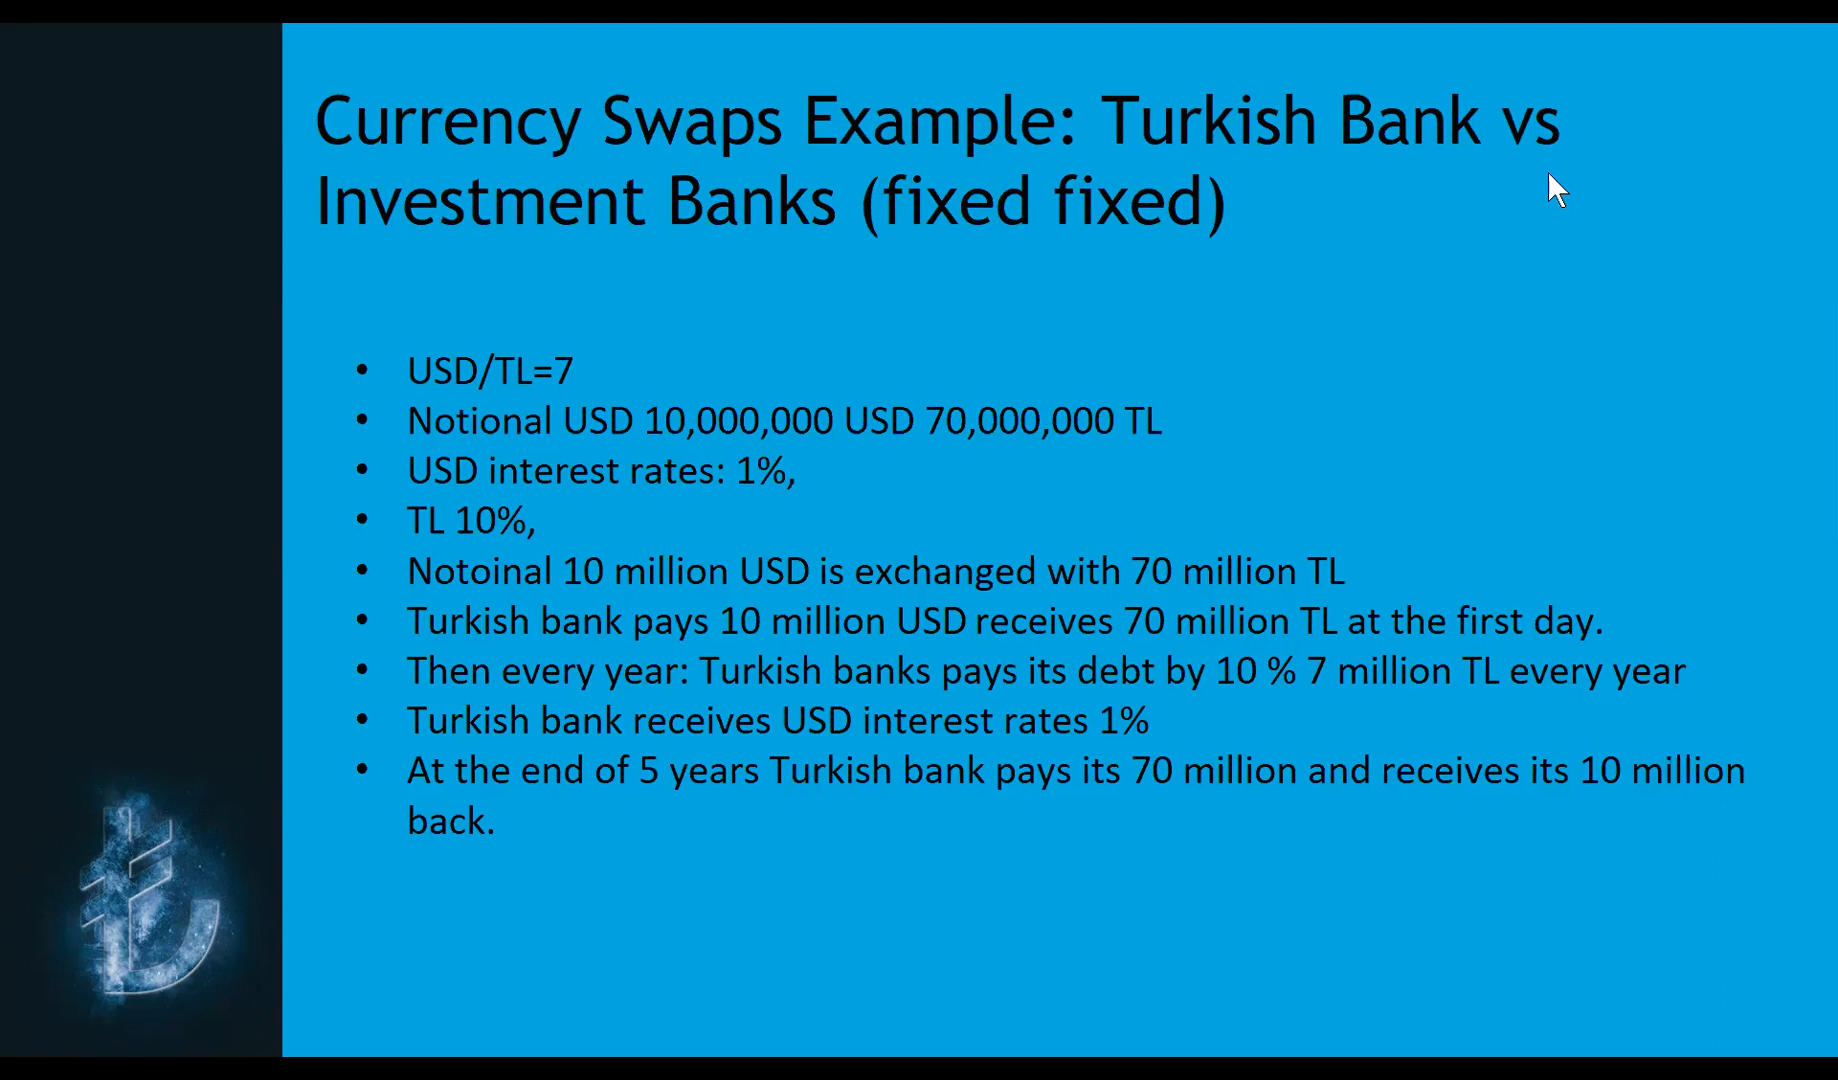 Currency Swaps Example: Turkish Bank vs
Investment Banks (fixed fixed)
• USD/TL=7
• Notional USD 10,000,000 USD 70,000,000 TL
• USD interest rates: 1%,
• TL 10%,
• Notoinal 10 million USD is exchanged with 70 million TL
• Turkish bank pays 10 million USD receives 70 million TL at the first day.
• Then every year: Turkish banks pays its debt by 10 % 7 million TL every year
• Turkish bank receives USD interest rates 1%
• At the end of 5 years Turkish bank pays its 70 million and receives its 10 million
back.